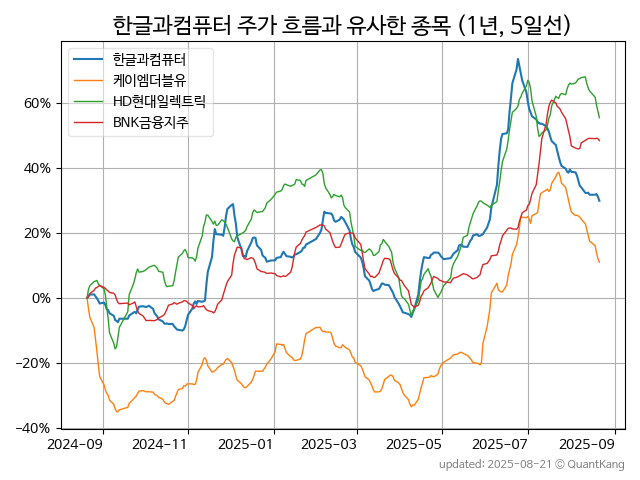 한글과컴퓨터 주가 흐름과 유사한 종목 (1년, 5일선)
한글과컴퓨터
케이엠더블유
HD현대일렉트릭
BNK금융지주
60%
40%
20%
0%
−20%
−40%
2024-09 2024-11 2025-01 2025-03 2025-05 2025-07 2025-09
updated: 2025-08-21 © QuantKang